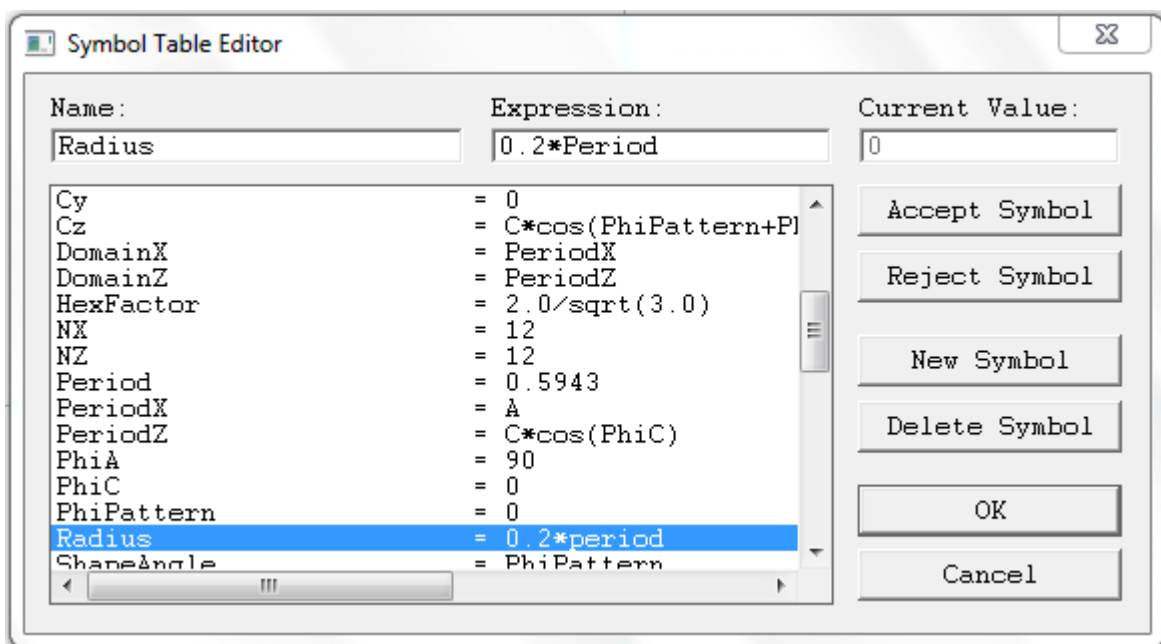 Symbol Table Editor
Name: Expression: Current Value:
Radius 0.2*Period 0
Cy = 0
Cz = C*cos(PhiPattern+Pl
DomainX = PeriodX
DomainZ = PeriodZ
HexFactor = 2.0/sqrt(3.0)
NX = 12
NZ = 12
Period = 0.5943
PeriodX = A
PeriodZ = C*cos(PhiC)
PhiA = 90
PhiC = 0
PhiPattern = 0
Radius = 0.2*period
ShapeAngle = PhiPattern
Accept Symbol
Reject Symbol
New Symbol
Delete Symbol
OK
Cancel